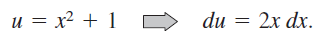 u = x² + 1 ⇨ du = 2x dx.